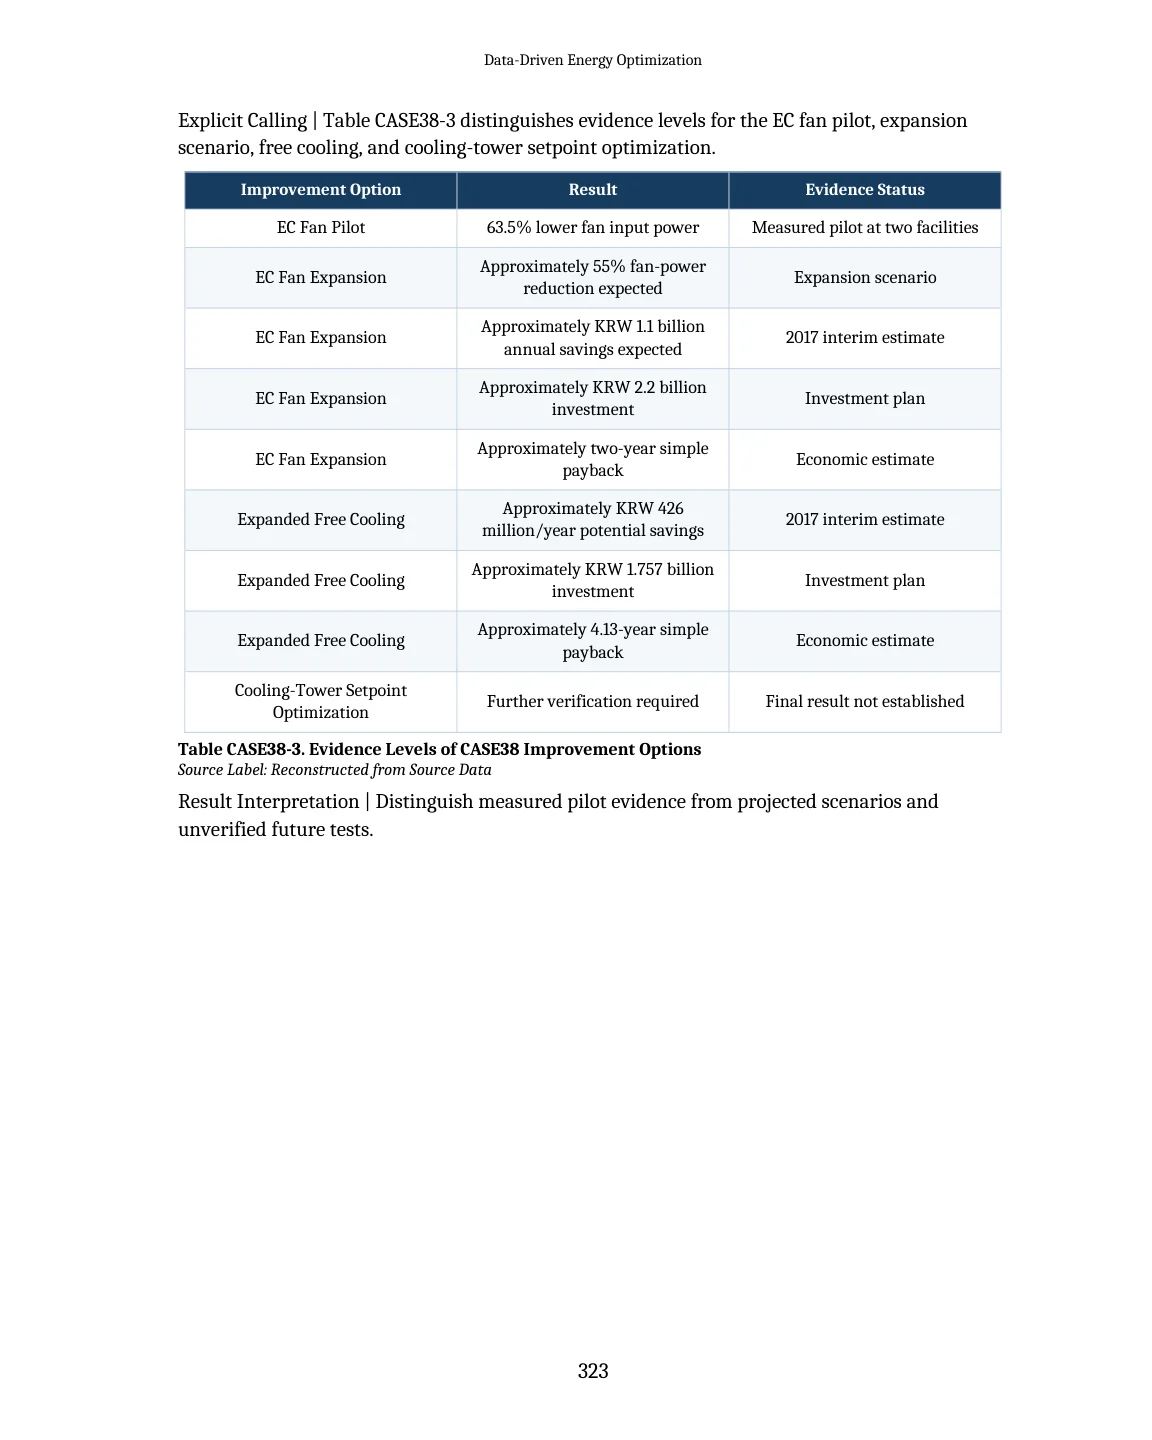 Data-Driven Energy Optimization
Explicit Calling | Table CASE38-3 distinguishes evidence levels for the EC fan pilot, expansion
scenario, free cooling, and cooling-tower setpoint optimization.
Improvement Option Result Evidence Status
EC Fan Pilot 63.5% lower fan input power Measured pilot at two facilities
EC Fan Expansion Approximately 55% fan-power
reduction expected Expansion scenario
EC Fan Expansion Approximately KRW 1.1 billion
annual savings expected 2017 interim estimate
EC Fan Expansion Approximately KRW 2.2 billion
investment Investment plan
EC Fan Expansion Approximately two-year simple
payback Economic estimate
Expanded Free Cooling Approximately KRW 426
million/year potential savings 2017 interim estimate
Expanded Free Cooling Approximately KRW 1.757 billion
investment Investment plan
Expanded Free Cooling Approximately 4.13-year simple
payback Economic estimate
Cooling-Tower Setpoint
Optimization Further verification required Final result not established
Table CASE38-3. Evidence Levels of CASE38 Improvement Options
Source Label: Reconstructed from Source Data
Result Interpretation | Distinguish measured pilot evidence from projected scenarios and
unverified future tests.
323